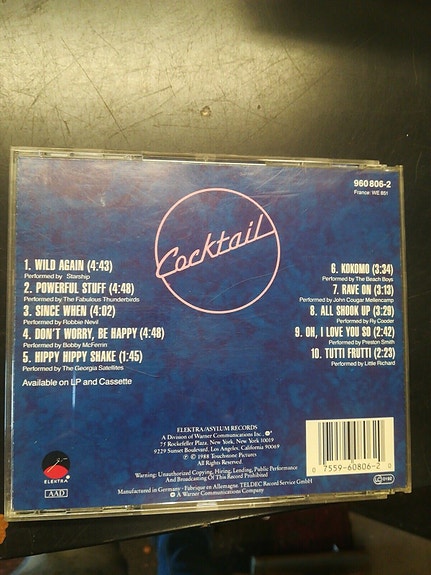 960 806-2
France: WE 851
Cocktail
1. WILD AGAIN (4:43)
Performed by Starship
2. POWERFUL STUFF (4:48)
Performed by The Fabulous Thunderbirds
3. SINCE WHEN (4:02)
Performed by Robbie Nevil
4. DON'T WORRY, BE HAPPY (4:48)
Performed by Bobby McFerrin
5. HIPPY HIPPY SHAKE (1:45)
Performed by The Georgia Satellites
Available on LP and Cassette
6. KOKOMO (3:34)
Performed by The Beach Boys
7. RAVE ON (3:13)
Performed by John Cougar Mellencamp
8. ALL SHOOK UP (3:29)
Performed by Ry Cooder
9. OH, I LOVE YOU SO (2:42)
Performed by Preston Smith
10. TUTTI FRUTTI (2:23)
Performed by Little Richard
ELEKTRA/ASYLUM RECORDS
A Division of Warner Communications Inc.
75 Rockefeller Plaza, New York, New York 10019
9229 Sunset Boulevard, Los Angeles, California 90069
℗ © 1988 Touchstone Pictures
All Rights Reserved.
Warning: Unauthorized Copying, Hiring, Lending, Public Performance
And Broadcasting Of This Record Prohibited
Manufactured in Germany · Fabriqué en Allemagne. TELDEC Record Service GmbH
A Warner Communications Company
ELEKTRA
AAD
0 7559-60806-2 0
LC 0192